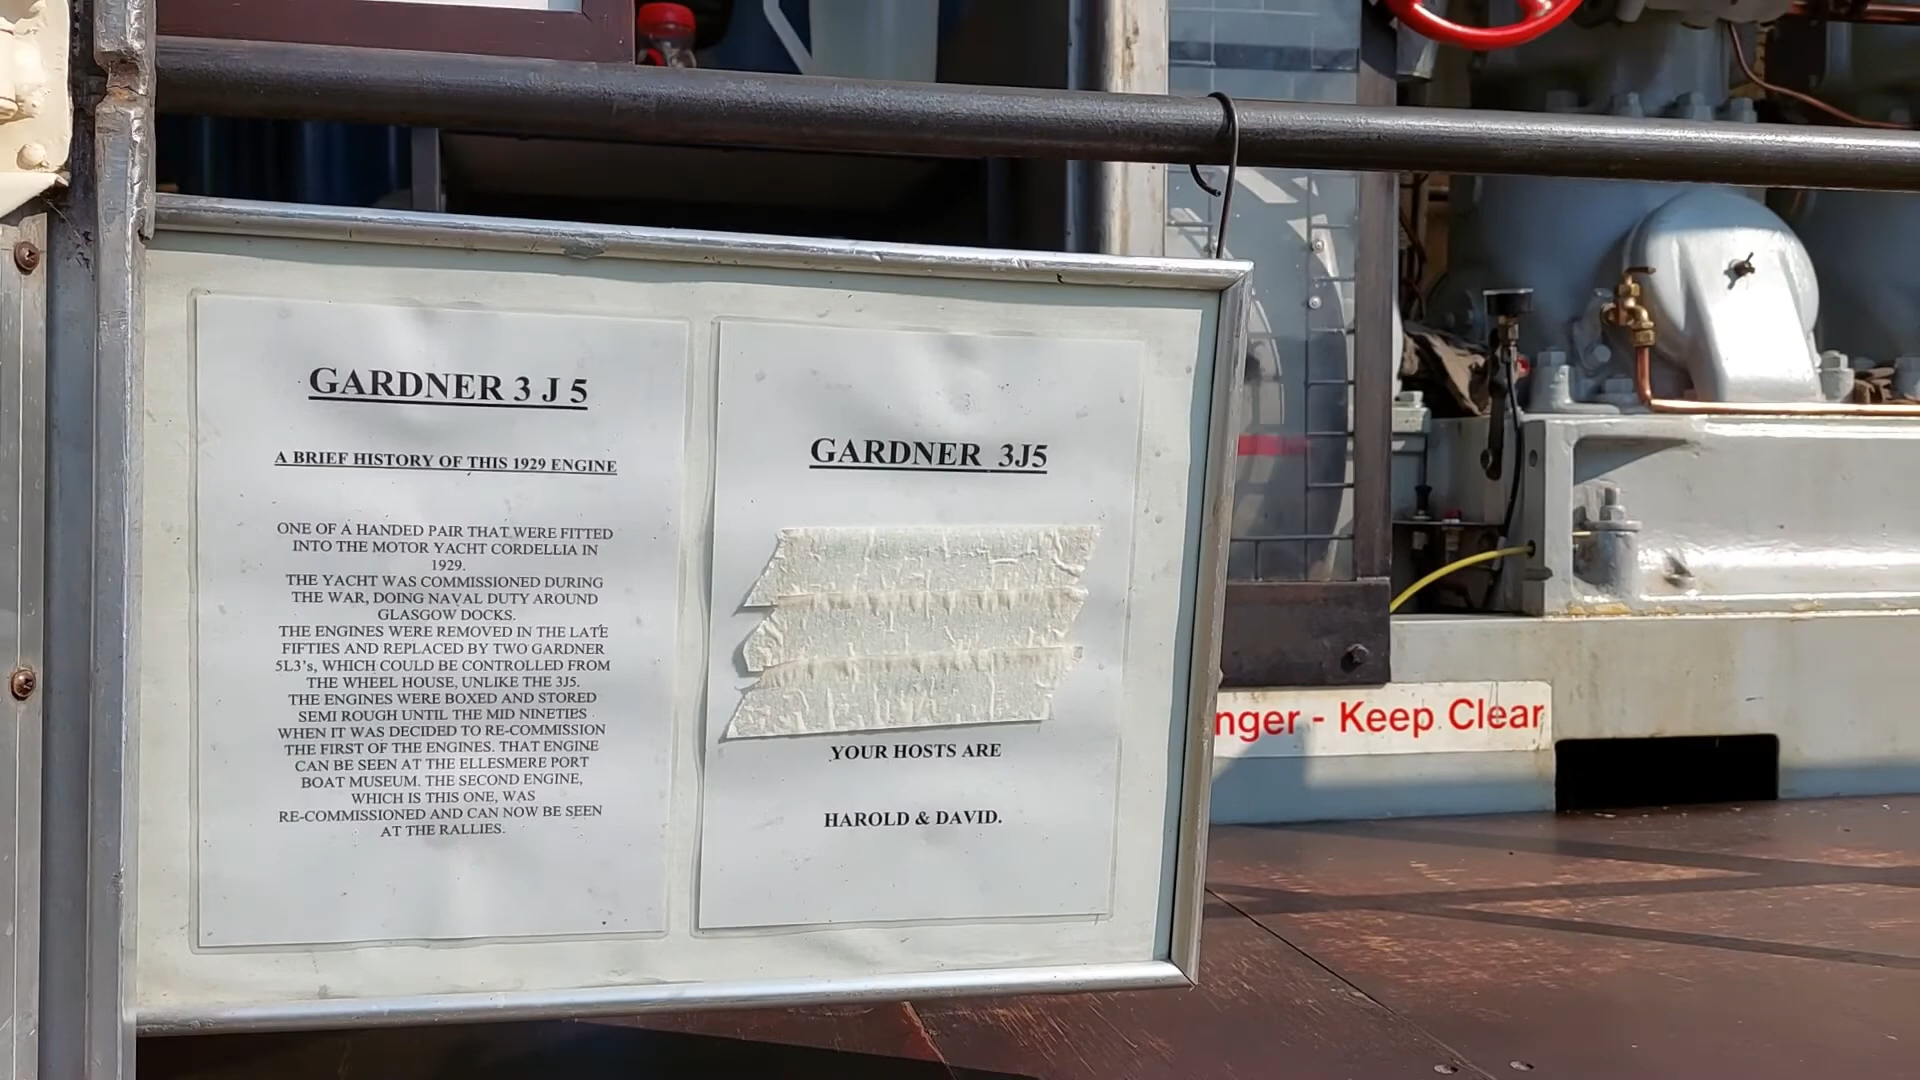 GARDNER 3 J 5
A BRIEF HISTORY OF THIS 1929 ENGINE
ONE OF A HANDED PAIR THAT WERE FITTED
INTO THE MOTOR YACHT CORDELLIA IN
1929.
THE YACHT WAS COMMISSIONED DURING
THE WAR, DOING NAVAL DUTY AROUND
GLASGOW DOCKS.
THE ENGINES WERE REMOVED IN THE LATE
FIFTIES AND REPLACED BY TWO GARDNER
5L3's, WHICH COULD BE CONTROLLED FROM
THE WHEEL HOUSE, UNLIKE THE 3J5.
THE ENGINES WERE BOXED AND STORED
SEMI ROUGH UNTIL THE MID NINETIES
WHEN IT WAS DECIDED TO RE-COMMISSION
THE FIRST OF THE ENGINES. THAT ENGINE
CAN BE SEEN AT THE ELLESMERE PORT
BOAT MUSEUM. THE SECOND ENGINE,
WHICH IS THIS ONE, WAS
RE-COMMISSIONED AND CAN NOW BE SEEN
AT THE RALLIES.
GARDNER 3J5
YOUR HOSTS ARE
HAROLD & DAVID.
nger - Keep Clear